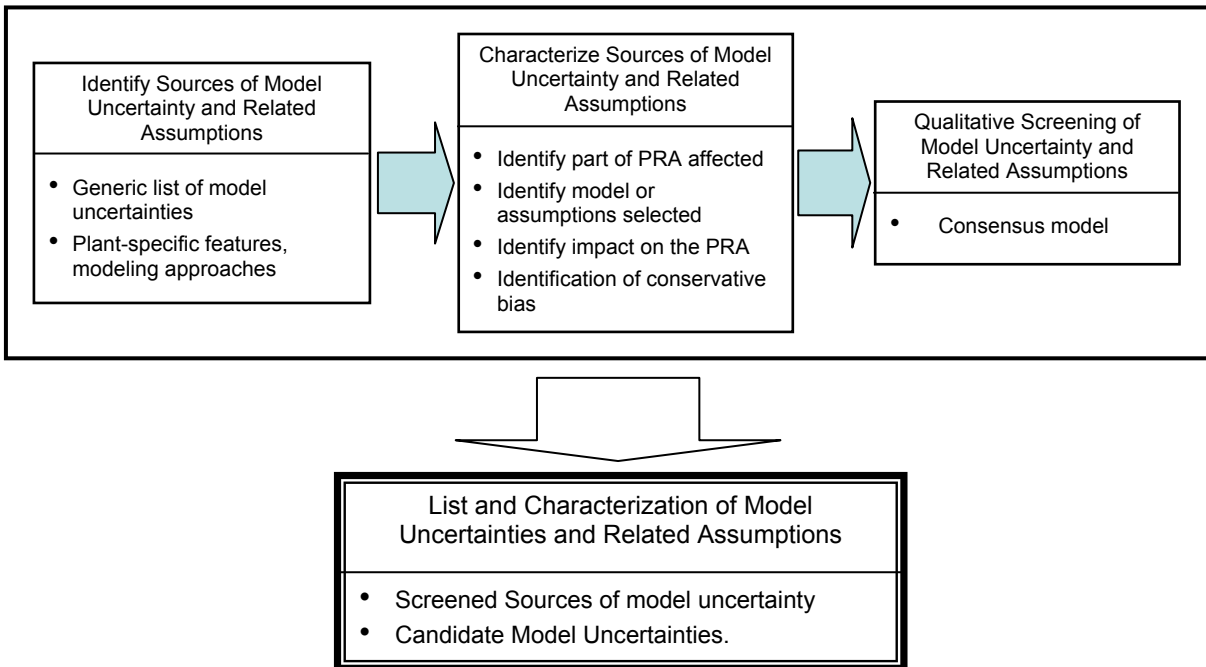 Identify Sources of Model
Uncertainty and Related
Assumptions
• Generic list of model
uncertainties
• Plant-specific features,
modeling approaches
Characterize Sources of Model
Uncertainty and Related
Assumptions
• Identify part of PRA affected
• Identify model or
assumptions selected
• Identify impact on the PRA
• Identification of conservative
bias
Qualitative Screening of
Model Uncertainty and
Related Assumptions
• Consensus model
List and Characterization of Model
Uncertainties and Related Assumptions
• Screened Sources of model uncertainty
• Candidate Model Uncertainties.